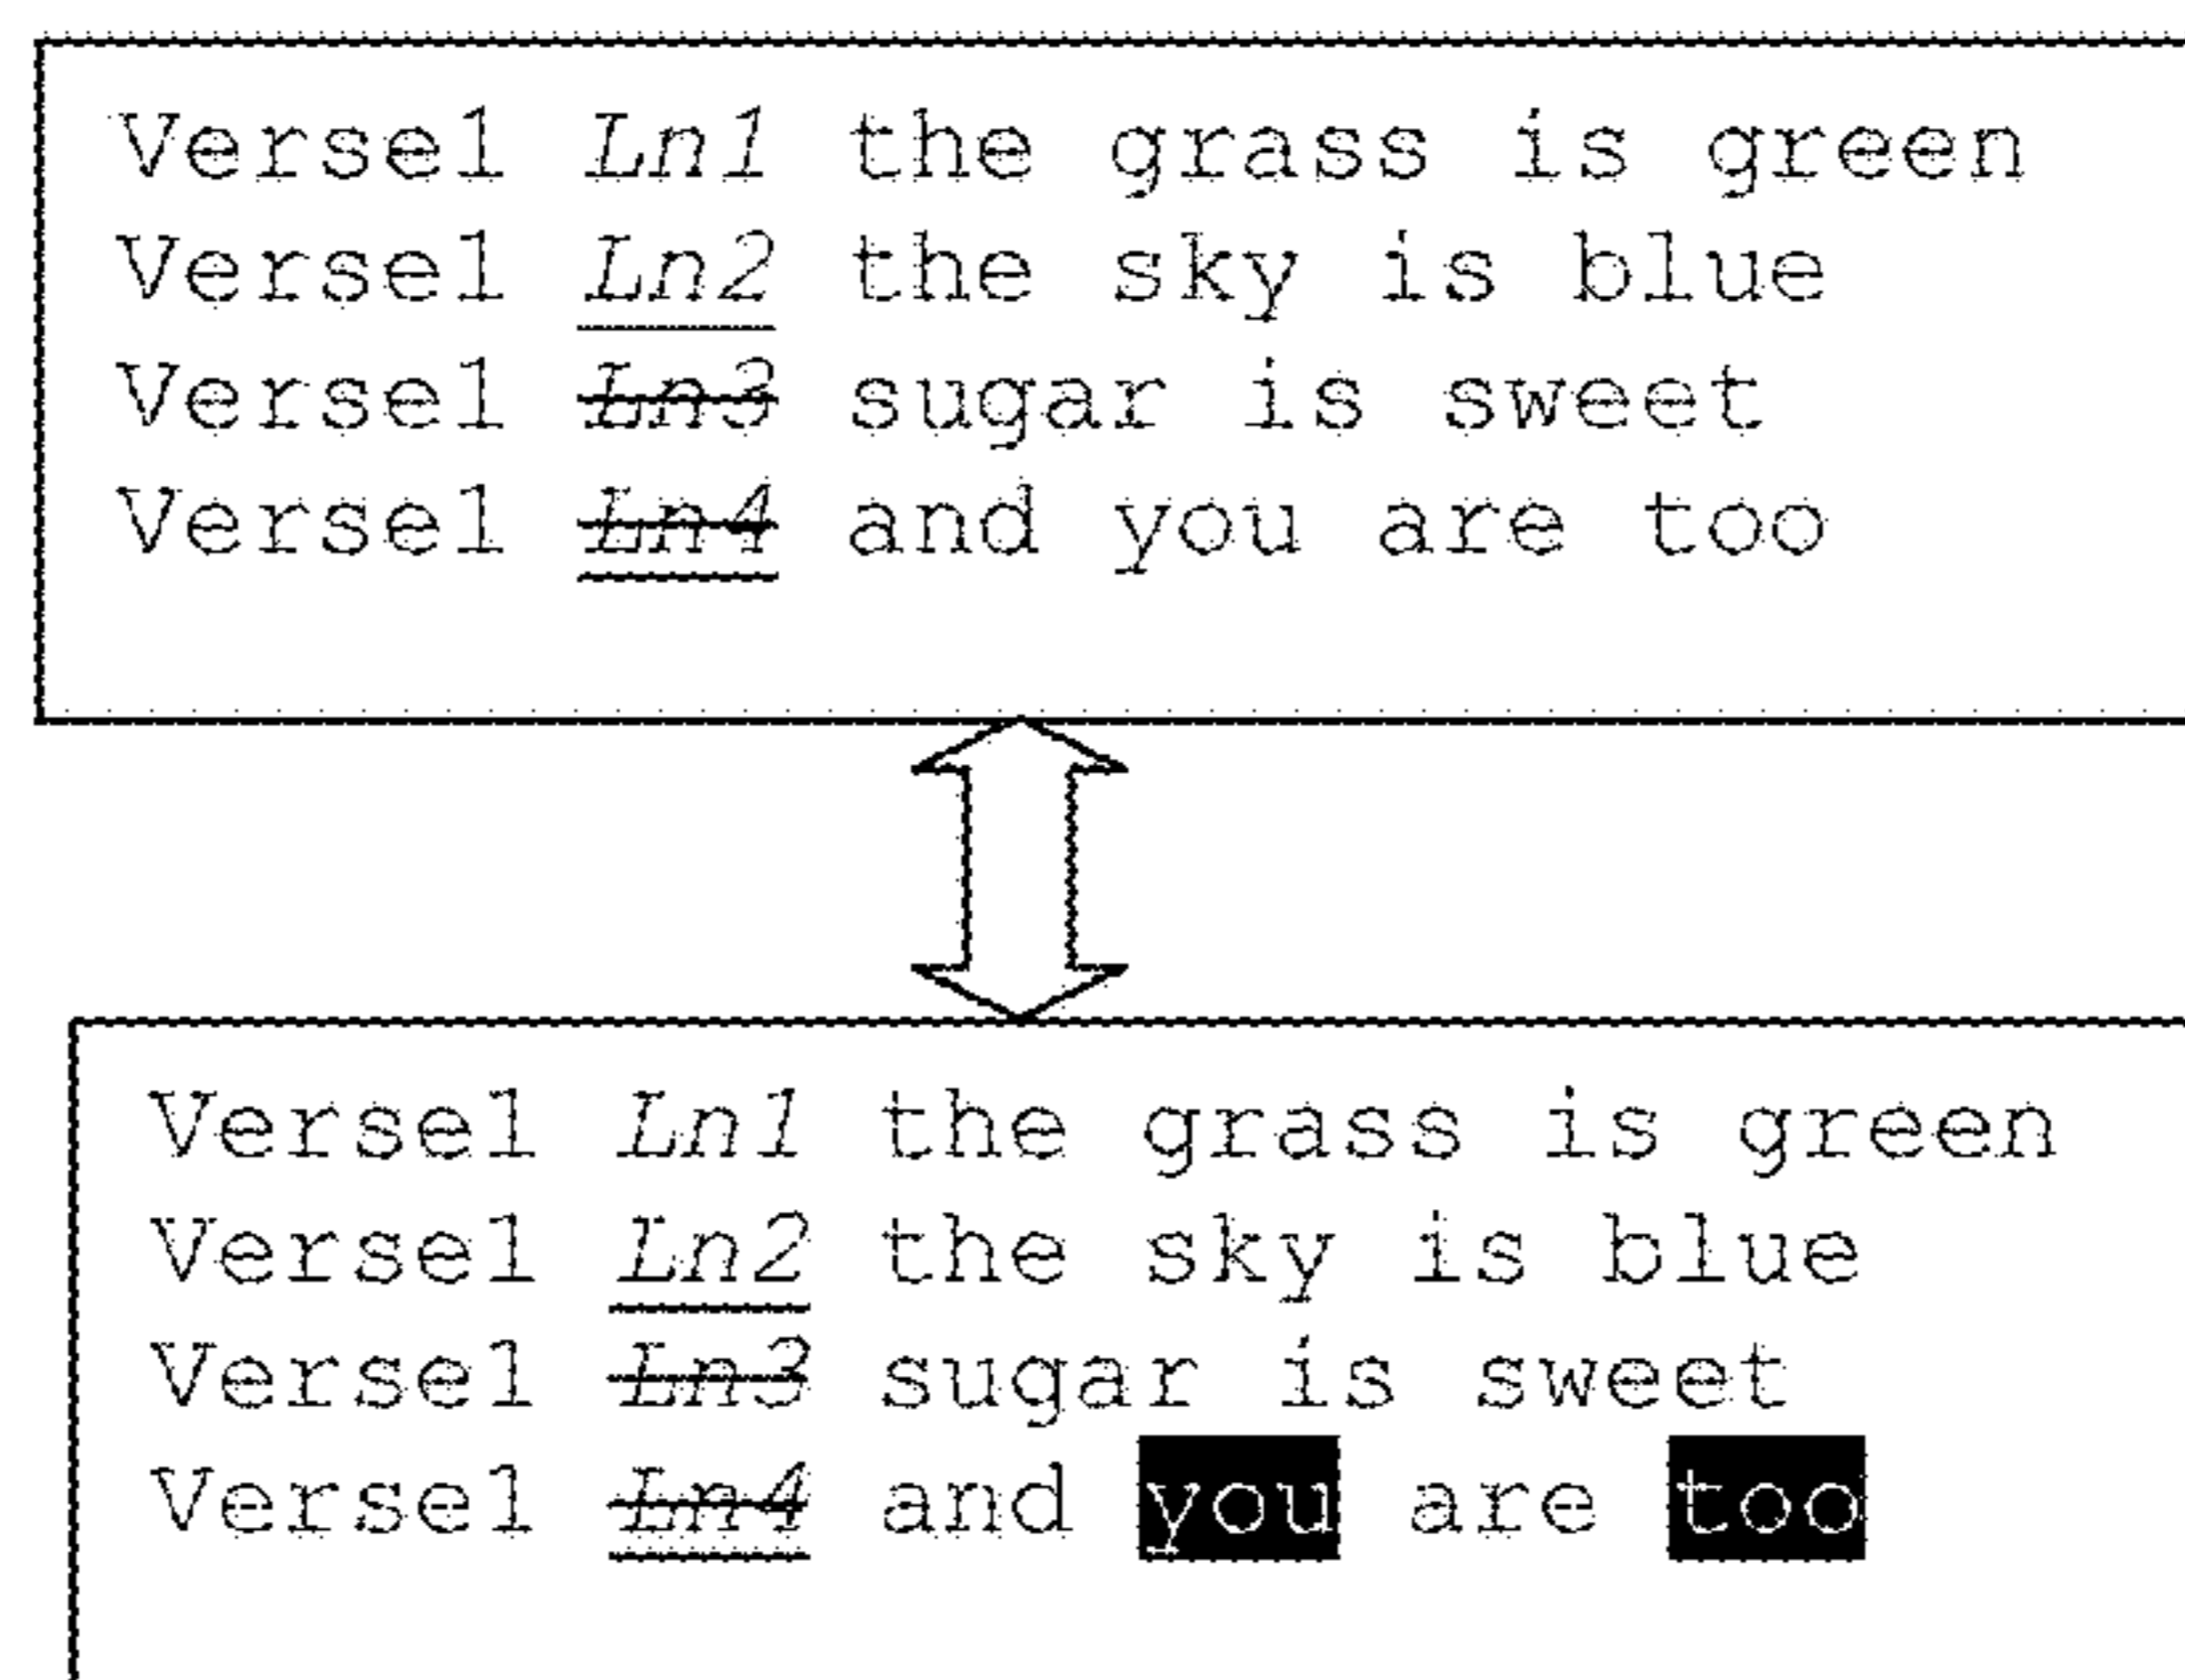 Verse1 Ln1 the grass is green
Verse1 Ln2 the sky is blue
Verse1 Ln3 sugar is sweet
Verse1 Ln4 and you are too
Verse1 Ln1 the grass is green
Verse1 Ln2 the sky is blue
Verse1 Ln3 sugar is sweet
Verse1 Ln4 and you are too